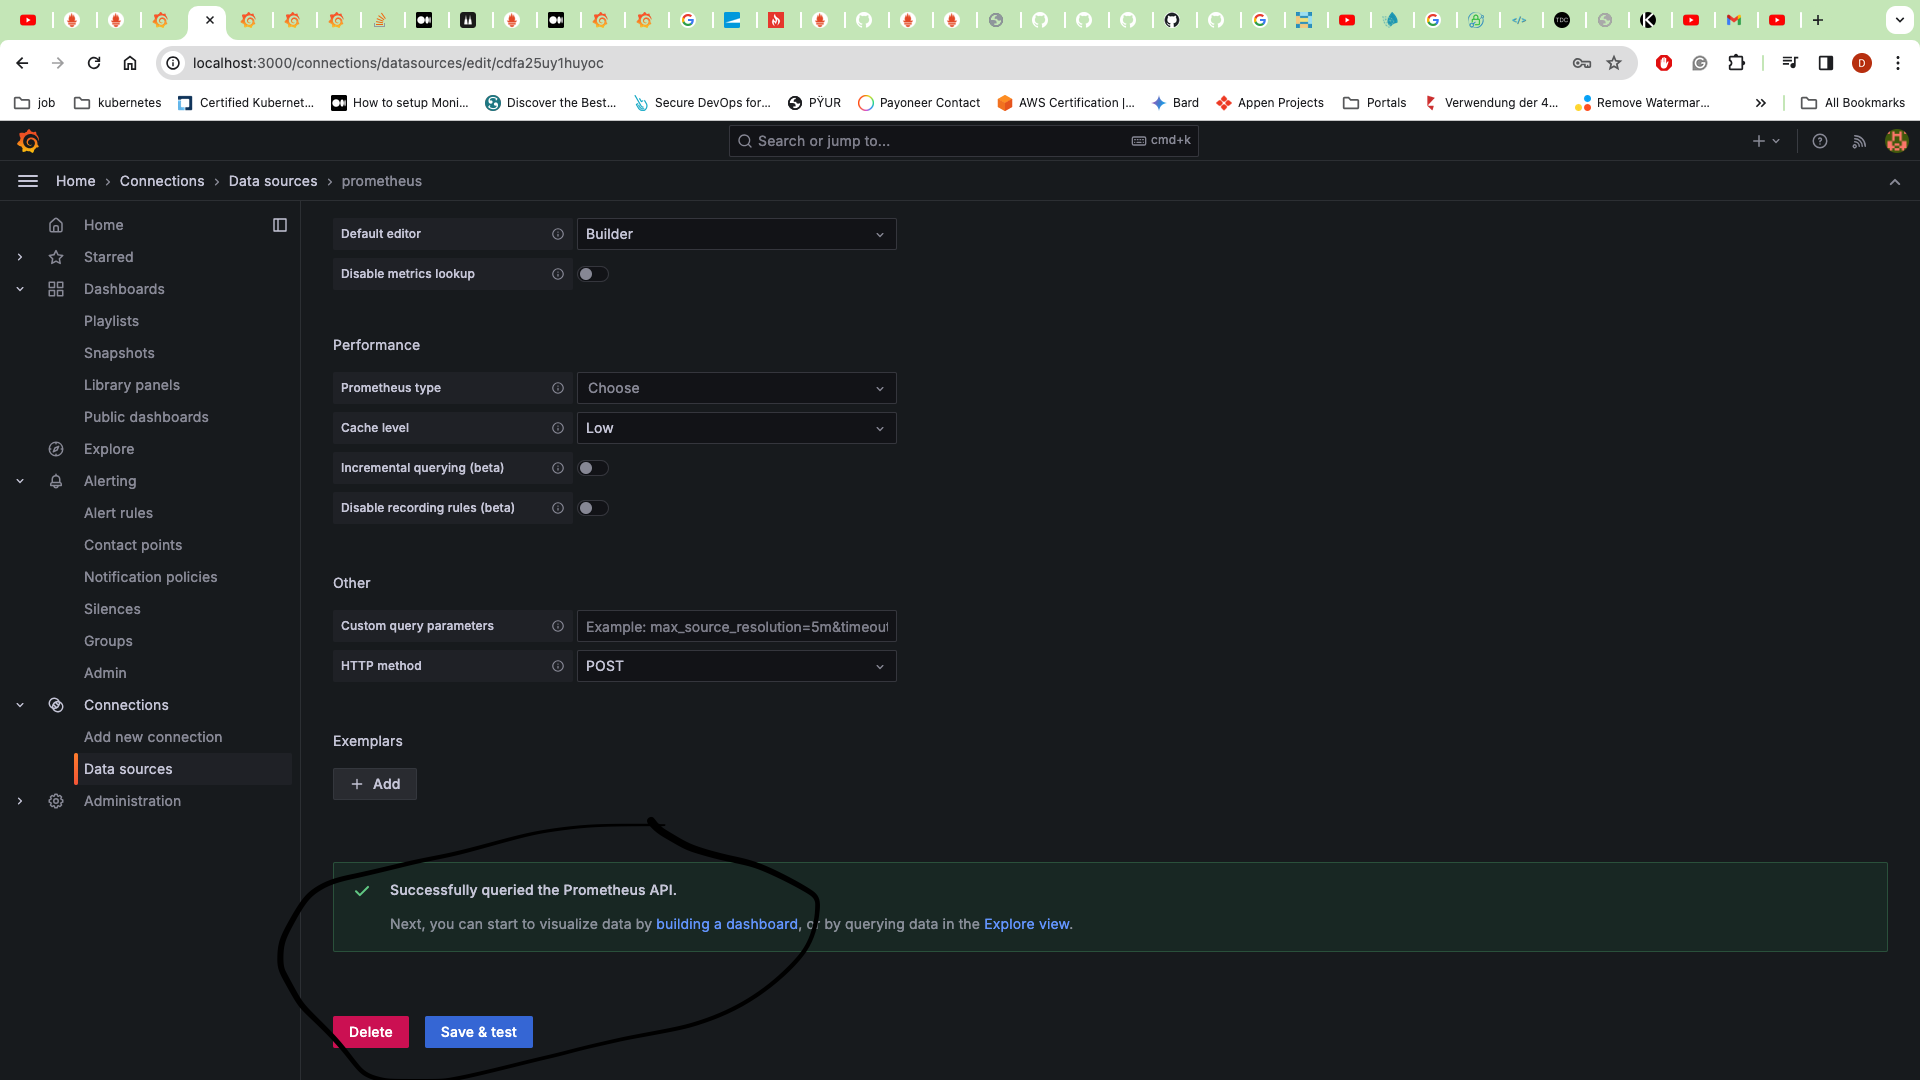 localhost:3000/connections/datasources/edit/cdfa25uy1huyoc
D
job
kubernetes
Certified Kubernet...
How to setup Moni...
Discover the Best...
Secure DevOps for...
PŸUR
Payoneer Contact
AWS Certification |...
Bard
Appen Projects
Portals
Verwendung der 4...
Remove Watermar...
All Bookmarks
Search or jump to...
cmd+k
Home › Connections › Data sources › prometheus
Home
Starred
Dashboards
Playlists
Snapshots
Library panels
Public dashboards
Explore
Alerting
Alert rules
Contact points
Notification policies
Silences
Groups
Admin
Connections
Add new connection
Data sources
Administration
Default editor
Builder
Disable metrics lookup
Performance
Prometheus type
Choose
Cache level
Low
Incremental querying (beta)
Disable recording rules (beta)
Other
Custom query parameters
Example: max_source_resolution=5m&timeout
HTTP method
POST
Exemplars
Add
Successfully queried the Prometheus API.
Next, you can start to visualize data by building a dashboard, or by querying data in the Explore view.
Delete
Save & test